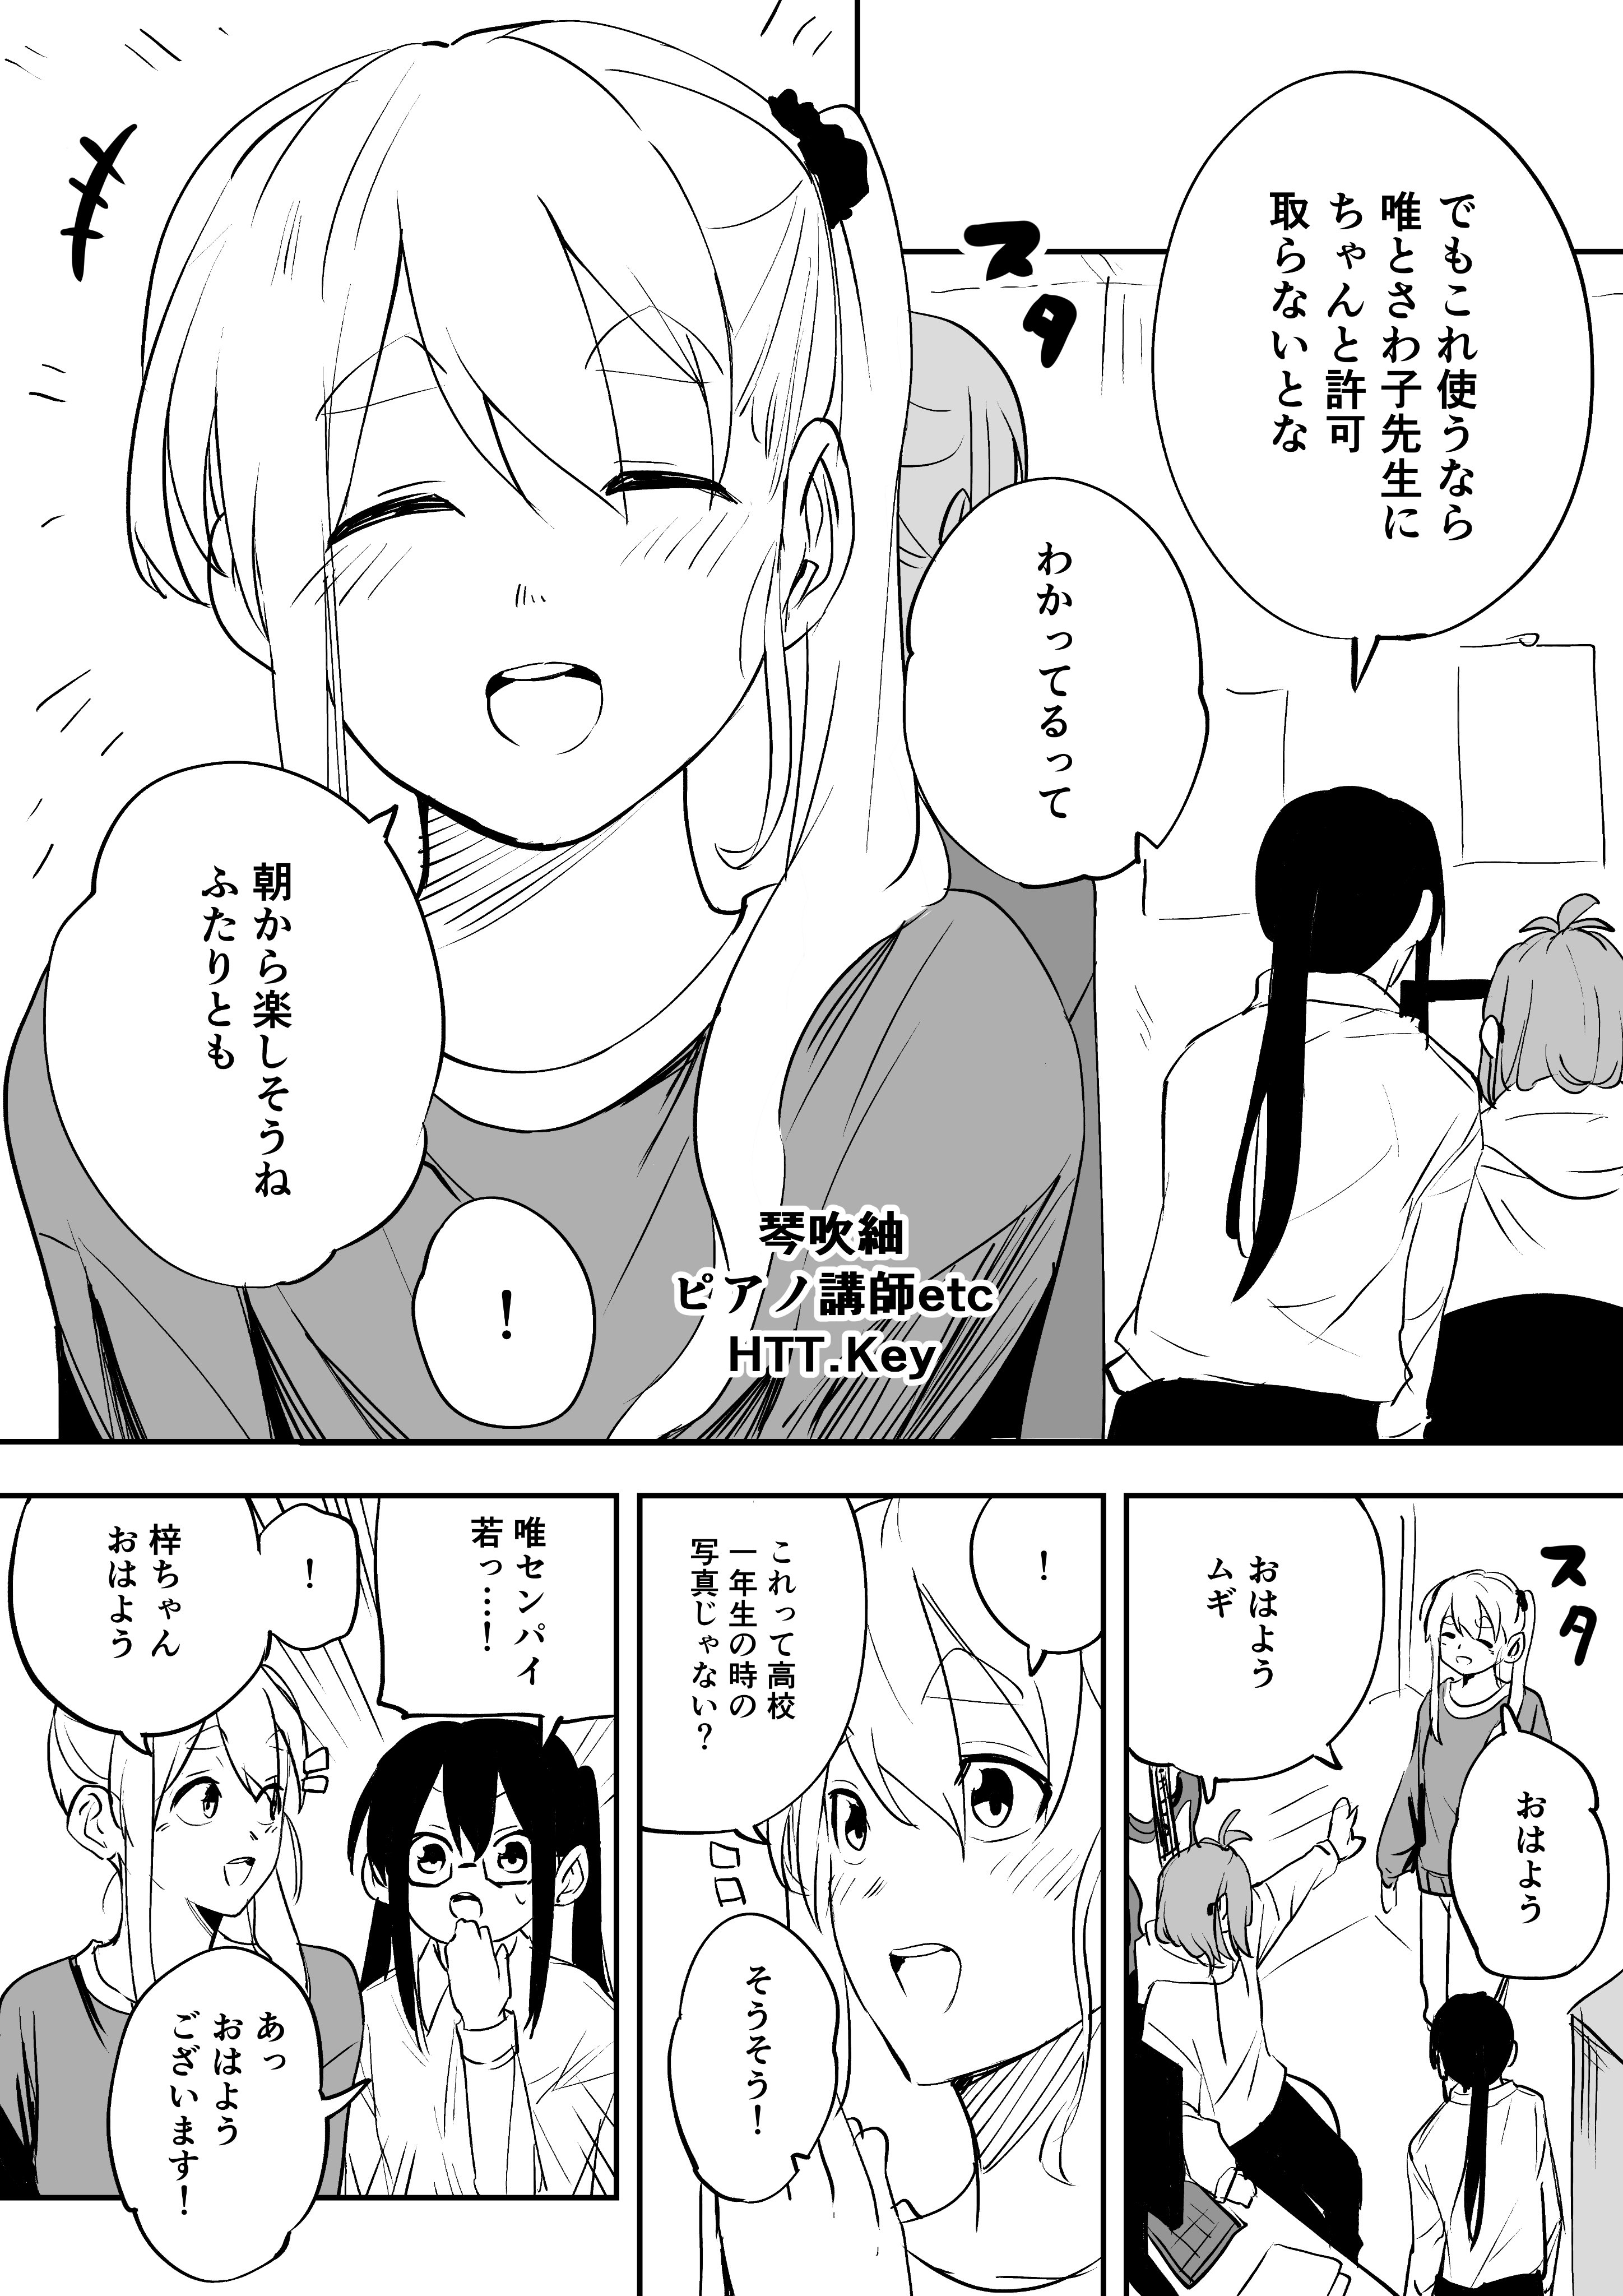 でもこれ使うなら
唯とさわ子先生に
ちゃんと許可
取らないとな
スタ
わかってるって
朝から楽しそうね
ふたりとも
！
琴吹紬
ピアノ講師etc
HTT.Key
スタ
おはよう
ムギ
おはよう
！
これって高校
一年生の時の
写真じゃない？
そうそう！
唯センパイ
若っ…！
！
梓ちゃん
おはよう
あっ
おはよう
ございます！